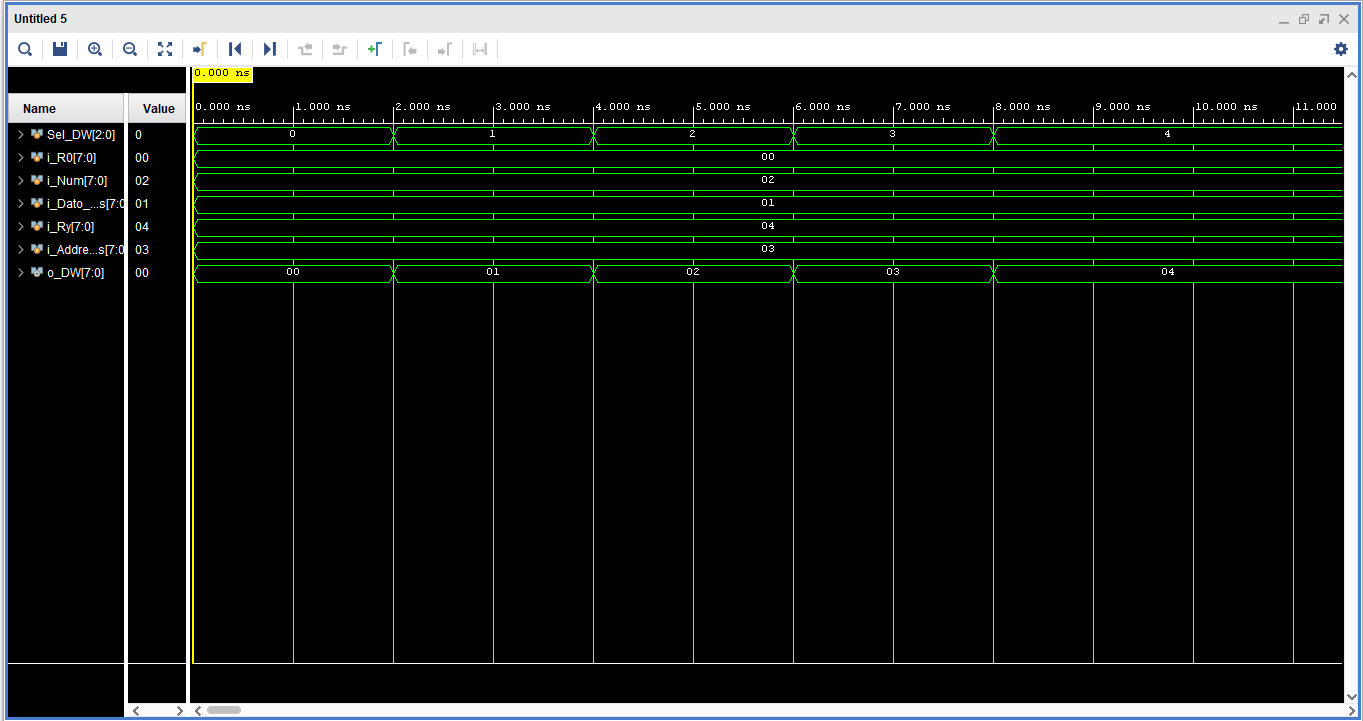 Untitled 5
0.000 ns
Name Value
0.000 ns 1.000 ns 2.000 ns 3.000 ns 4.000 ns 5.000 ns 6.000 ns 7.000 ns 8.000 ns 9.000 ns 10.000 ns 11.000
Sel_DW[2:0] 0 0 1 2 3 4
i_R0[7:0] 00 00
i_Num[7:0] 02 02
i_Dato_...s[7:0 01 01
i_Ry[7:0] 04 04
i_Addre...s[7:0 03 03
o_DW[7:0] 00 00 01 02 03 04